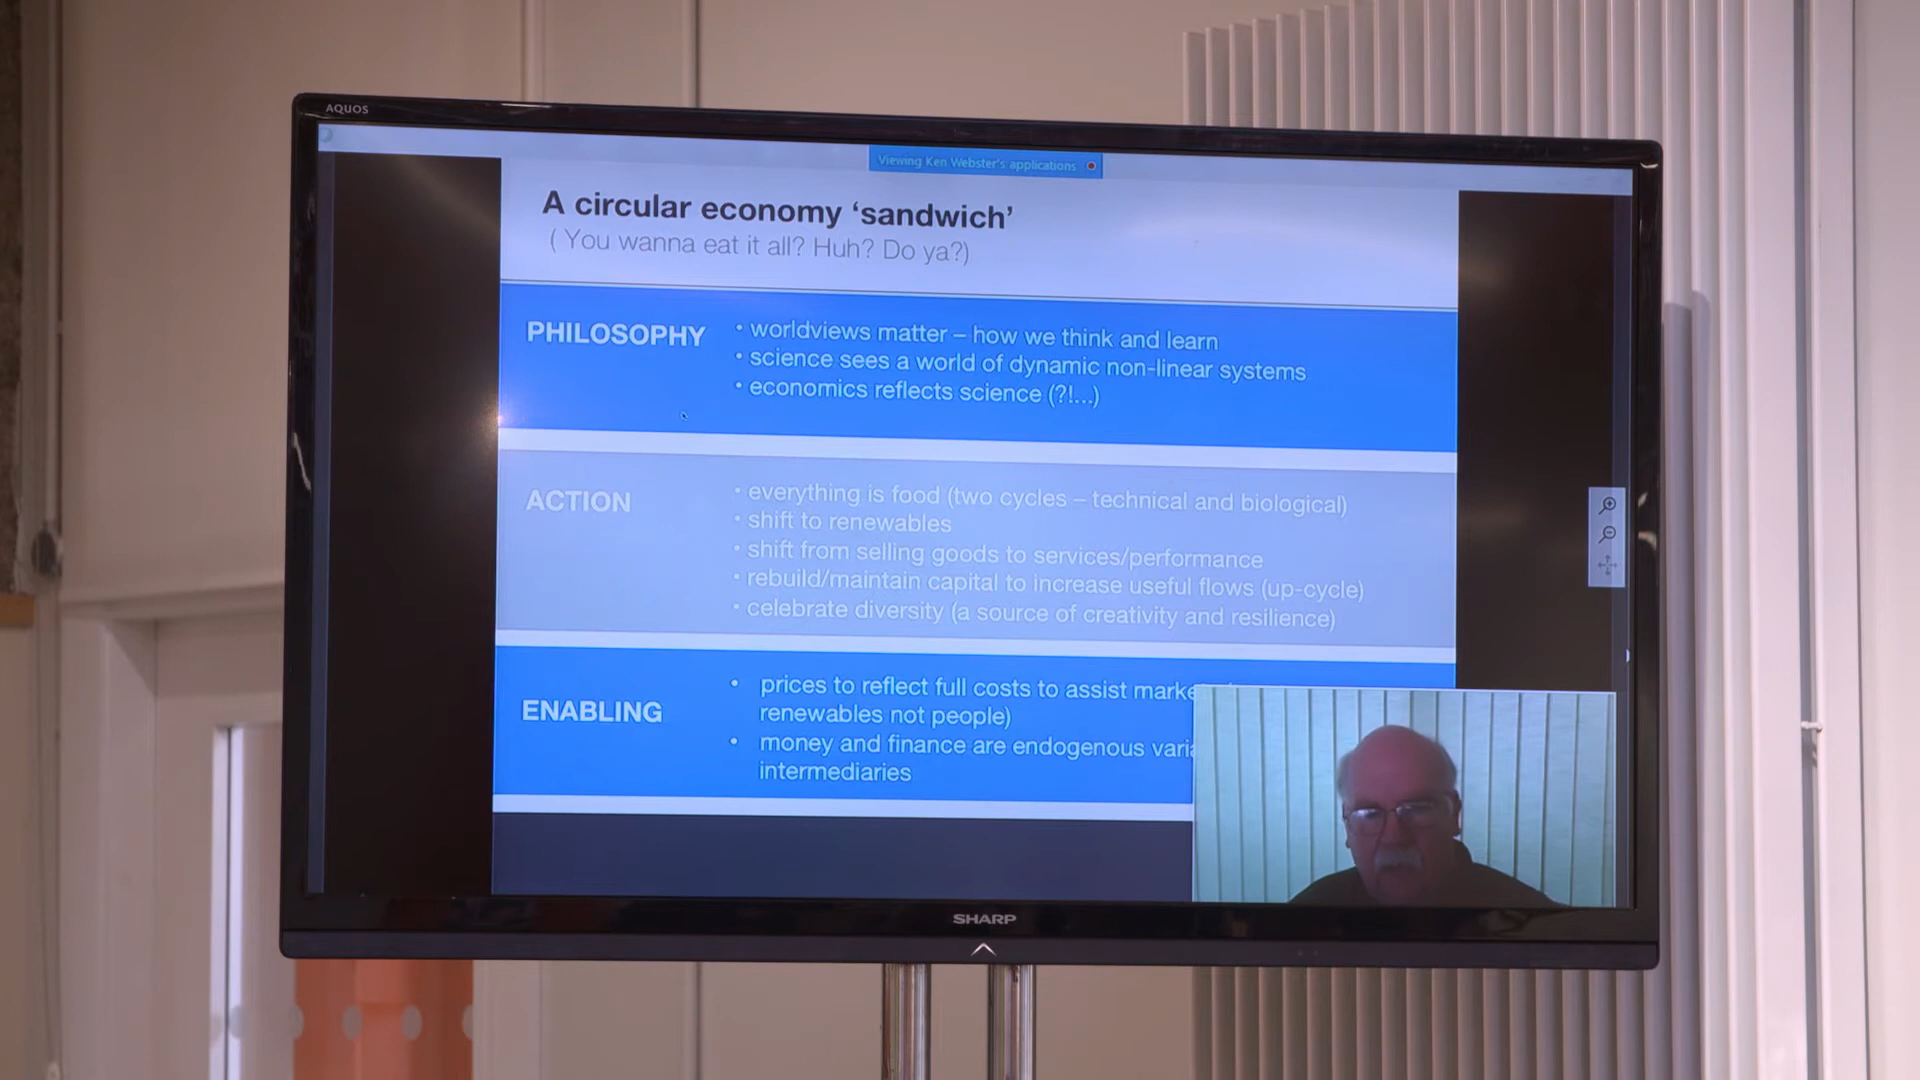 AQUOS
Viewing Ken Webster's applications
A circular economy ‘sandwich’
( You wanna eat it all? Huh? Do ya?)
PHILOSOPHY
• worldviews matter – how we think and learn
• science sees a world of dynamic non-linear systems
• economics reflects science (?!...)
ACTION
• everything is food (two cycles – technical and biological)
• shift to renewables
• shift from selling goods to services/performance
• rebuild/maintain capital to increase useful flows (up-cycle)
• celebrate diversity (a source of creativity and resilience)
ENABLING
• prices to reflect full costs to assist
renewables not people)
• money and finance are endogenous
intermediaries
SHARP